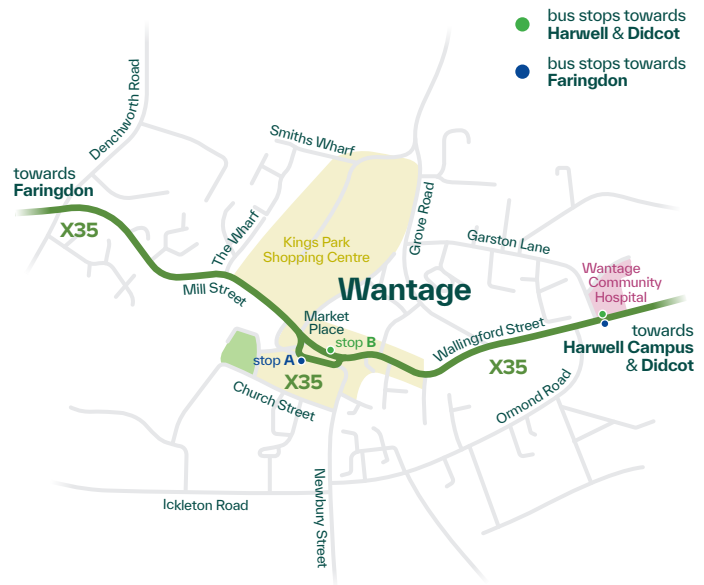 bus stops towards
Harwell & Didcot
bus stops towards
Faringdon
Denchworth Road
Smiths Wharf
towards
Faringdon
X35
The Wharf
Grove Road
Kings Park
Shopping Centre
Garston Lane
Mill Street
Wantage
Wantage
Community
Hospital
Market
Place
stop B
Wallingford Street
towards
Harwell Campus
& Didcot
stop A
X35
X35
Church Street
Ormond Road
Newbury Street
Ickleton Road